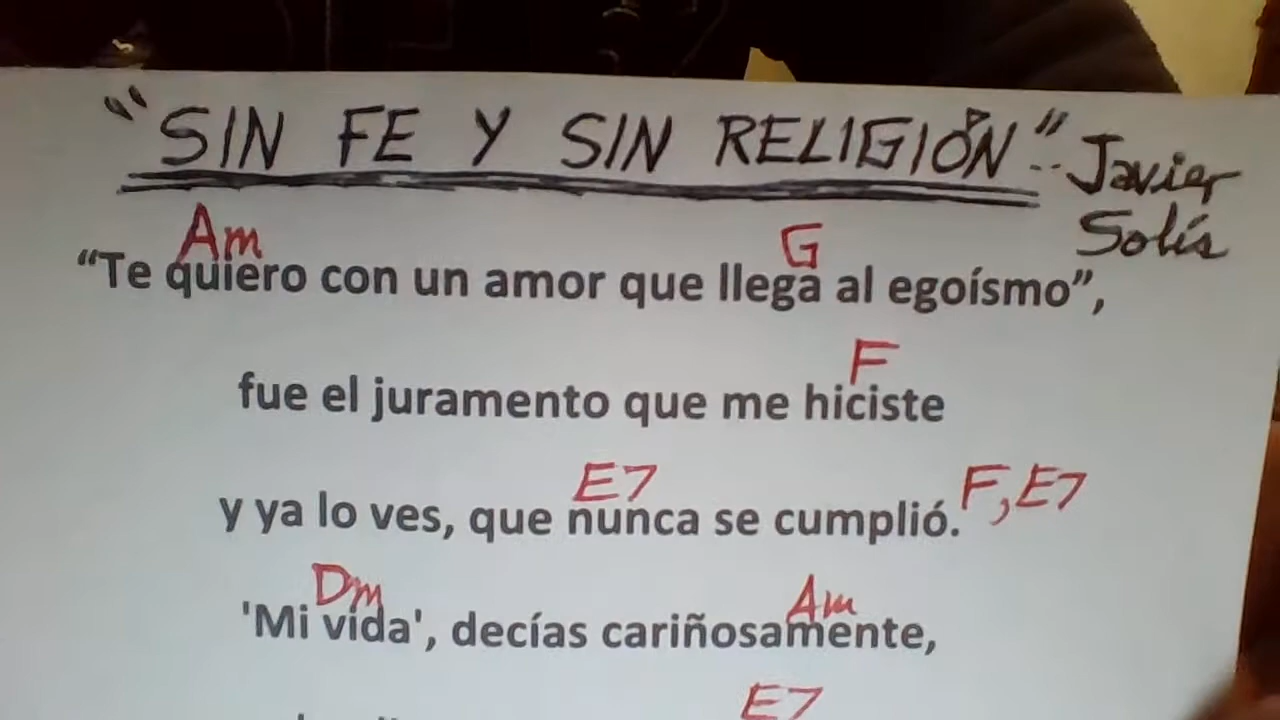 "SIN FE Y SIN RELIGIÓN" Javier
Solís
Am G
“Te quiero con un amor que llega al egoísmo”,
F
fue el juramento que me hiciste
E7 F, E7
y ya lo ves, que nunca se cumplió.
Dm Am
'Mi vida', decías cariñosamente,
E7